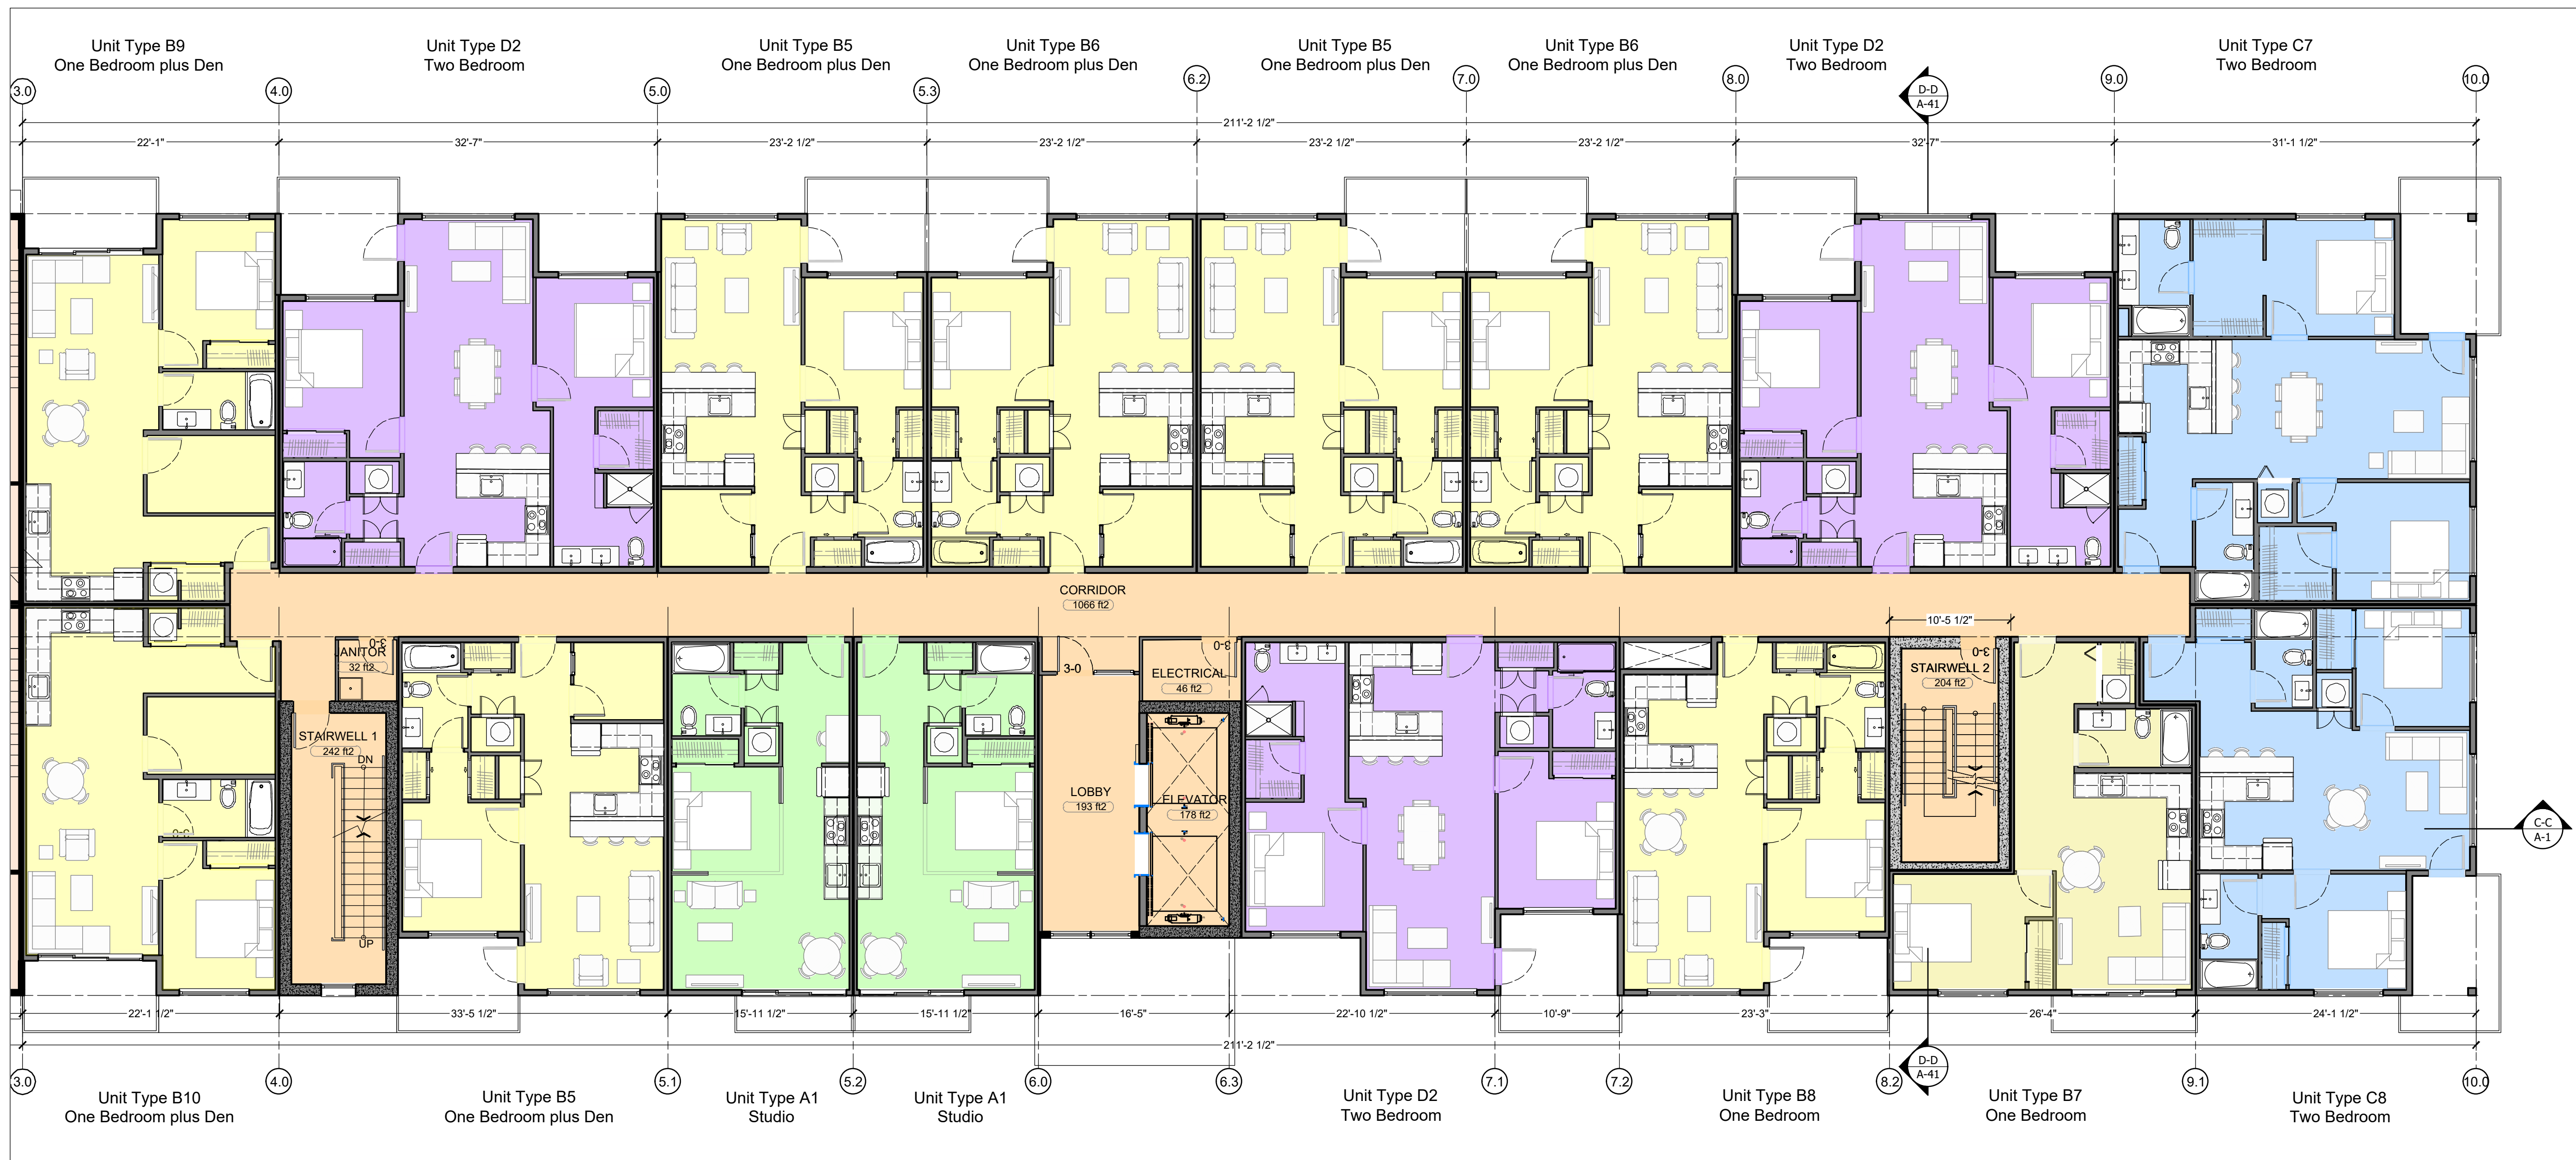 Unit Type B9
One Bedroom plus Den
Unit Type D2
Two Bedroom
Unit Type B5
One Bedroom plus Den
Unit Type B6
One Bedroom plus Den
Unit Type B5
One Bedroom plus Den
Unit Type B6
One Bedroom plus Den
Unit Type D2
Two Bedroom
Unit Type C7
Two Bedroom
3.0
4.0
5.0
5.3
6.2
7.0
8.0
D-D
A-41
9.0
10.0
211'-2 1/2"
22'-1"
32'-7"
23'-2 1/2"
23'-2 1/2"
23'-2 1/2"
23'-2 1/2"
32'-7"
31'-1 1/2"
CORRIDOR
1066 ft2
10'-5 1/2"
3-0
JANITOR
32 ft2
3-0
3-0
ELECTRICAL
46 ft2
3-0
STAIRWELL 2
204 ft2
STAIRWELL 1
242 ft2
DN
UP
LOBBY
193 ft2
ELEVATOR
178 ft2
C-C
A-1
22'-1 1/2"
33'-5 1/2"
15'-11 1/2"
15'-11 1/2"
16'-5"
22'-10 1/2"
10'-9"
23'-3"
26'-4"
24'-1 1/2"
211'-2 1/2"
3.0
4.0
5.1
5.2
6.0
6.3
7.1
7.2
8.2
D-D
A-41
9.1
10.0
Unit Type B10
One Bedroom plus Den
Unit Type B5
One Bedroom plus Den
Unit Type A1
Studio
Unit Type A1
Studio
Unit Type D2
Two Bedroom
Unit Type B8
One Bedroom
Unit Type B7
One Bedroom
Unit Type C8
Two Bedroom